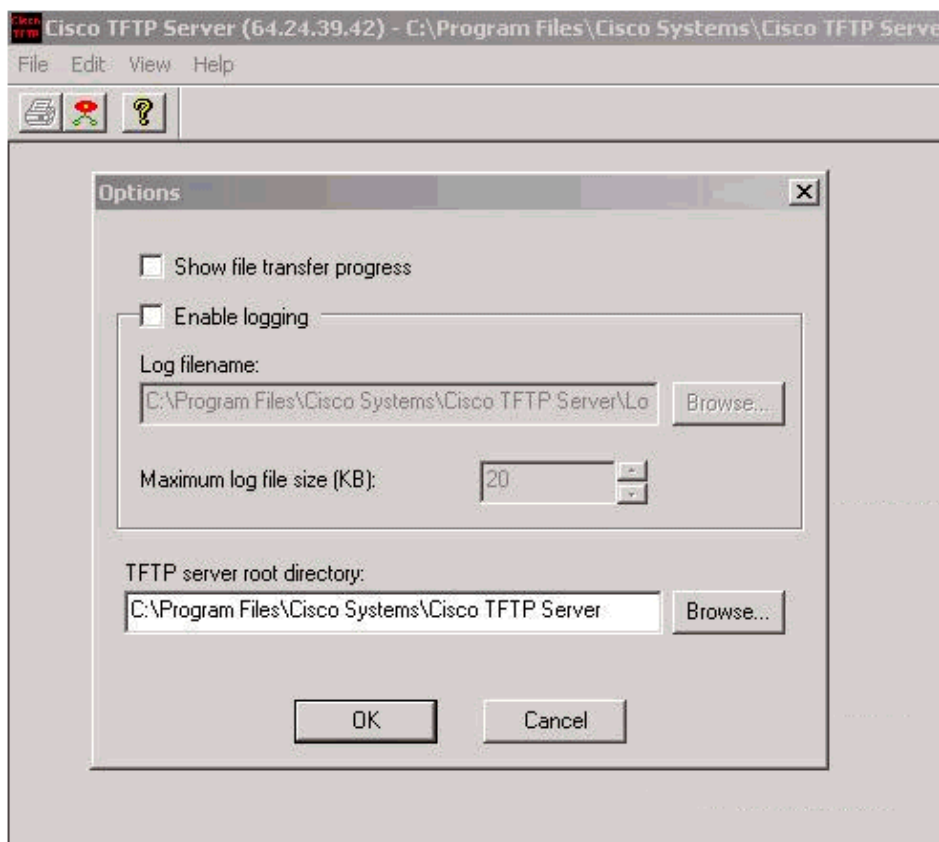 Cisco TFTP
Cisco TFTP Server (64.24.39.42) - C:\Program Files\Cisco Systems\Cisco TFTP Serve
File Edit View Help
Options
Show file transfer progress
Enable logging
Log filename:
C:\Program Files\Cisco Systems\Cisco TFTP Server\Lo
Browse...
Maximum log file size (KB):
20
TFTP server root directory:
C:\Program Files\Cisco Systems\Cisco TFTP Server
Browse...
OK
Cancel